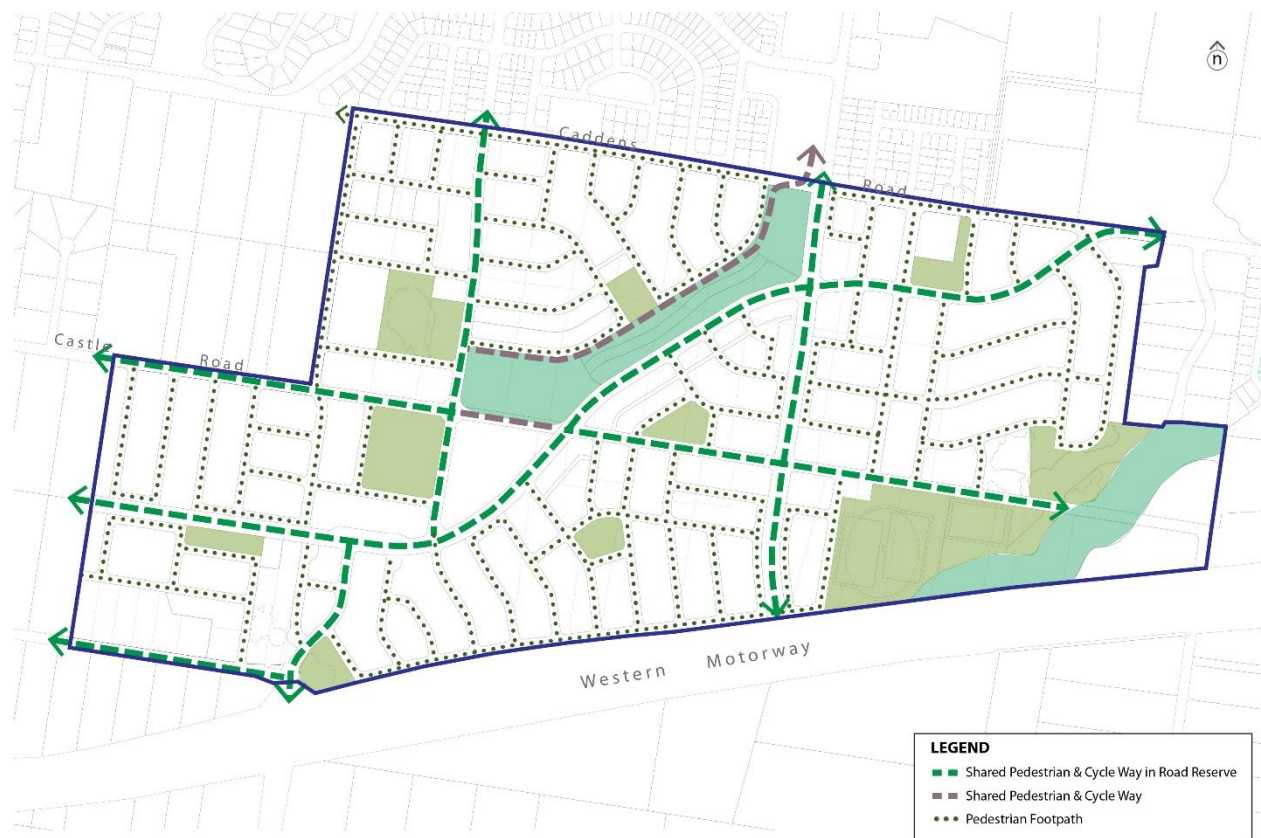 n
Caddens
Road
Castle
Road
Western Motorway
LEGEND
Shared Pedestrian & Cycle Way in Road Reserve
Shared Pedestrian & Cycle Way
Pedestrian Footpath